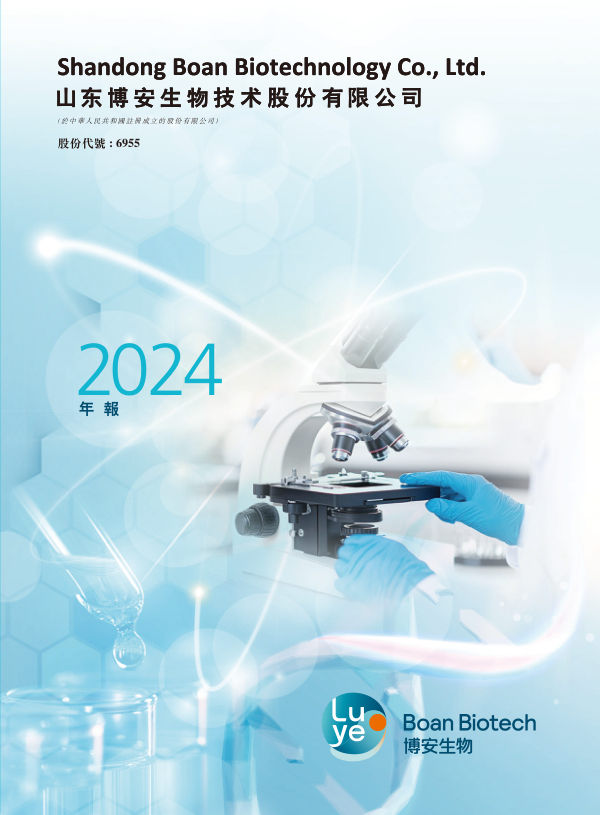 Shandong Boan Biotechnology Co., Ltd.
山东博安生物技术股份有限公司
(於中華人民共和國註冊成立的股份有限公司)
股份代號：6955
2024
年報
Lu
ye
Boan Biotech
博安生物